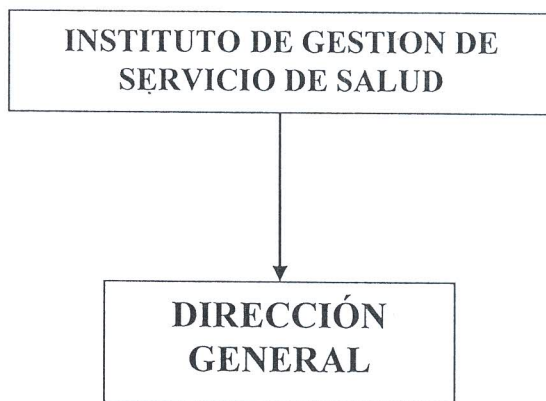 INSTITUTO DE GESTION DE
SERVICIO DE SALUD
DIRECCIÓN
GENERAL